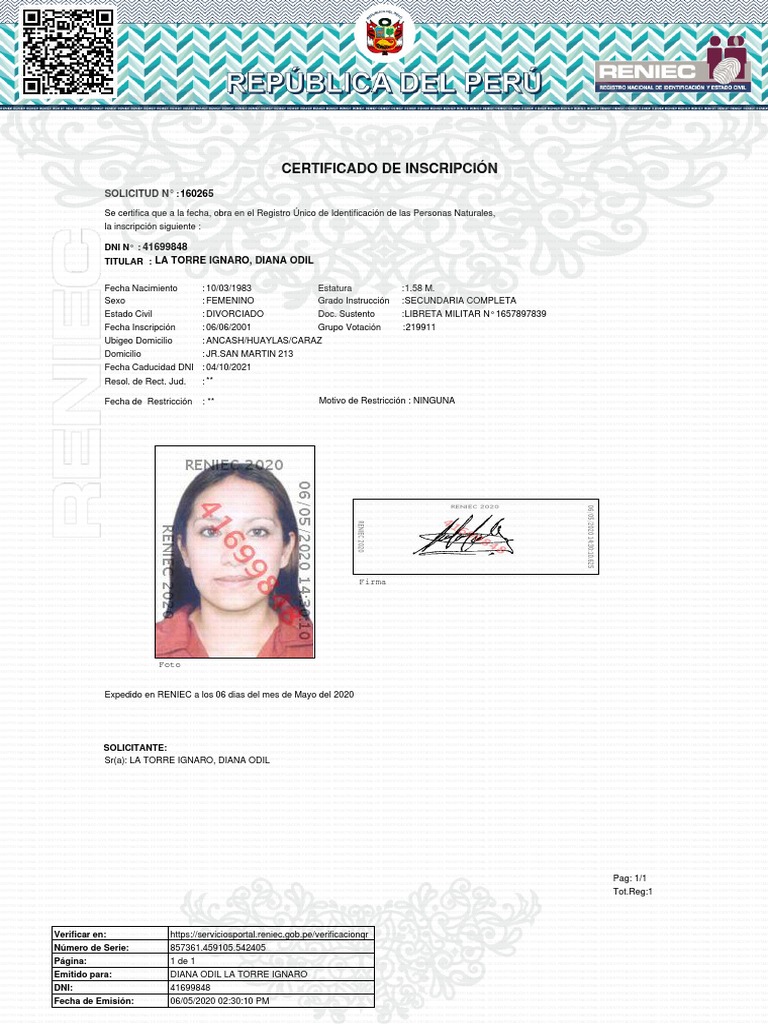 REPÚBLICA DEL PERÚ
RENIEC
REGISTRO NACIONAL DE IDENTIFICACIÓN Y ESTADO CIVIL
CERTIFICADO DE INSCRIPCIÓN
SOLICITUD N° : 160265
Se certifica que a la fecha, obra en el Registro Único de Identificación de las Personas Naturales,
la inscripción siguiente :
DNI N° : 41699848
TITULAR : LA TORRE IGNARO, DIANA ODIL
Fecha Nacimiento : 10/03/1983 Estatura : 1.58 M.
Sexo : FEMENINO Grado Instrucción : SECUNDARIA COMPLETA
Estado Civil : DIVORCIADO Doc. Sustento : LIBRETA MILITAR N° 1657897839
Fecha Inscripción : 06/06/2001 Grupo Votación : 219911
Ubigeo Domicilio : ANCASH/HUAYLAS/CARAZ
Domicilio : JR.SAN MARTIN 213
Fecha Caducidad DNI : 04/10/2021
Resol. de Rect. Jud. : **
Fecha de Restricción : ** Motivo de Restricción : NINGUNA
RENIEC
RENIEC 2020
06/05/2020 14:30:10
RENIEC 2020
41699848
Foto
RENIEC 2020
RENIEC 2020
Firma
Expedido en RENIEC a los 06 dias del mes de Mayo del 2020
SOLICITANTE:
Sr(a): LA TORRE IGNARO, DIANA ODIL
Pag: 1/1
Tot.Reg:1
Verificar en: https://serviciosportal.reniec.gob.pe/verificacionqr
Número de Serie: 857361.459105.542405
Página: 1 de 1
Emitido para: DIANA ODIL LA TORRE IGNARO
DNI: 41699848
Fecha de Emisión: 06/05/2020 02:30:10 PM